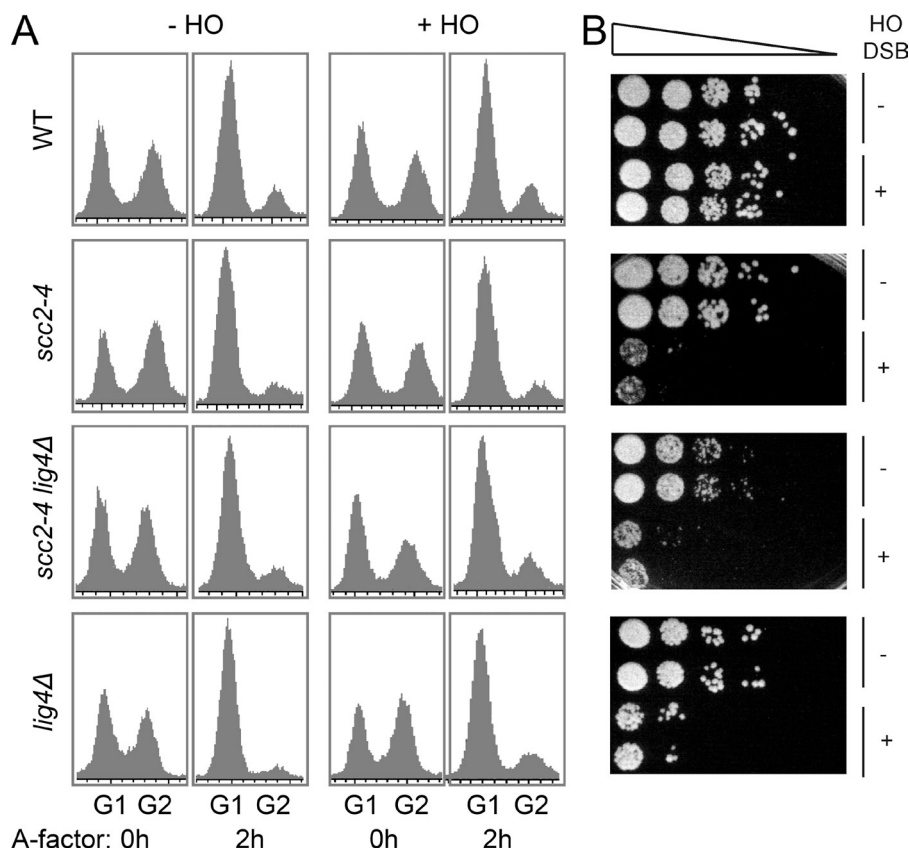 A
- HO
+ HO
WT
scc2-4
scc2-4 lig4Δ
lig4Δ
G1 G2 G1 G2 G1 G2 G1 G2
A-factor: 0h 2h 0h 2h
B
HO
DSB
-
+
-
+
-
+
-
+